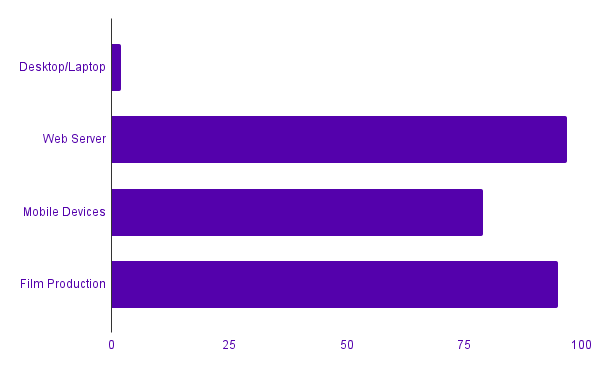 Desktop/Laptop
Web Server
Mobile Devices
Film Production
0 25 50 75 100